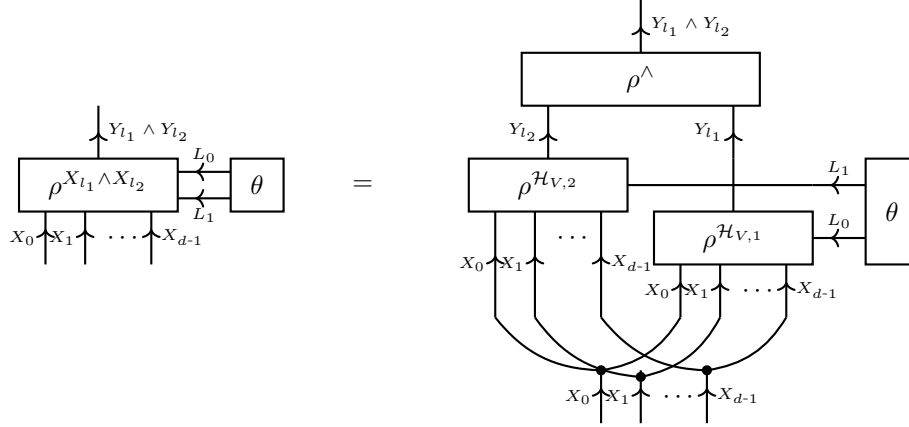 Y_{l_1} ∧ Y_{l_2}
ρ^∧
Y_{l_1} ∧ Y_{l_2} Y_{l_2} Y_{l_1}
ρ^{X_{l_1} ∧ X_{l_2}} L_0 L_1 θ = ρ^{\mathcal{H}_{V,2}} L_1 θ
X_0 X_1 ... X_{d-1} ... ρ^{\mathcal{H}_{V,1}} L_0
X_0 X_1 X_{d-1} X_0 X_1 ... X_{d-1}
X_0 X_1 ... X_{d-1}